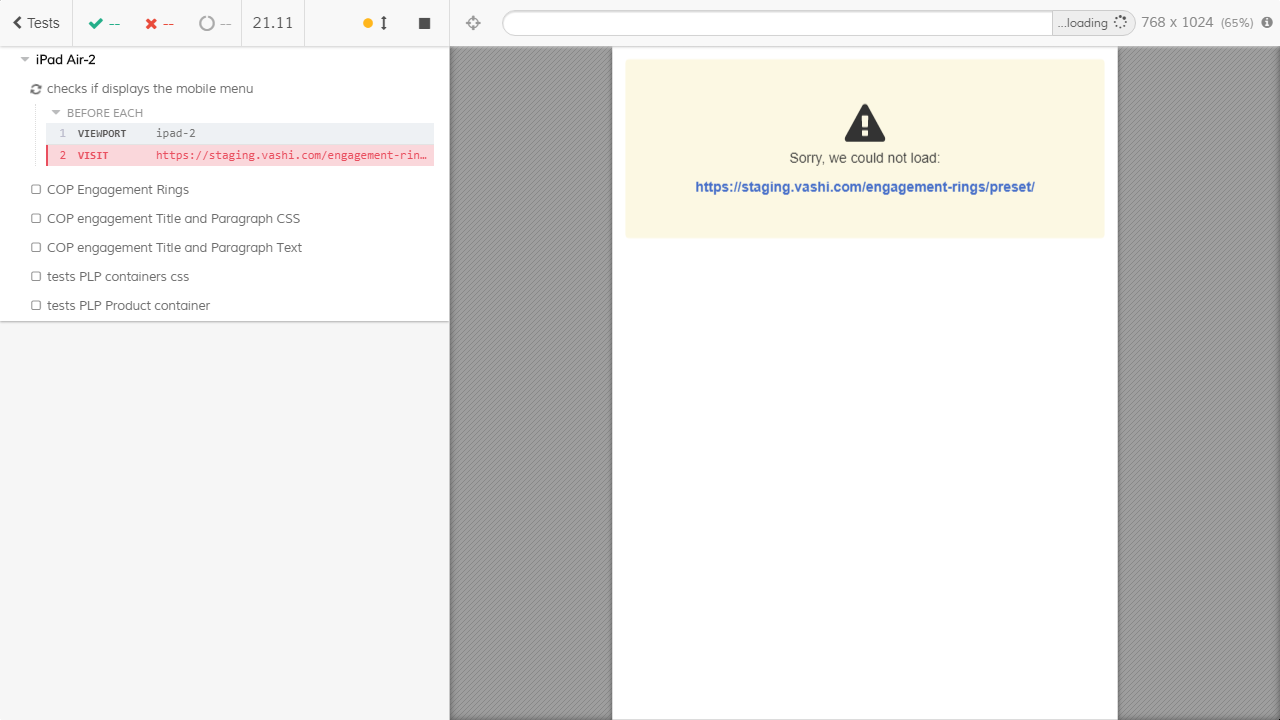 Tests -- -- -- 21.11
...loading 768 x 1024 (65%)
iPad Air-2
checks if displays the mobile menu
BEFORE EACH
1 VIEWPORT ipad-2
2 VISIT https://staging.vashi.com/engagement-rin…
COP Engagement Rings
COP engagement Title and Paragraph CSS
COP engagement Title and Paragraph Text
tests PLP containers css
tests PLP Product container
Sorry, we could not load:
https://staging.vashi.com/engagement-rings/preset/